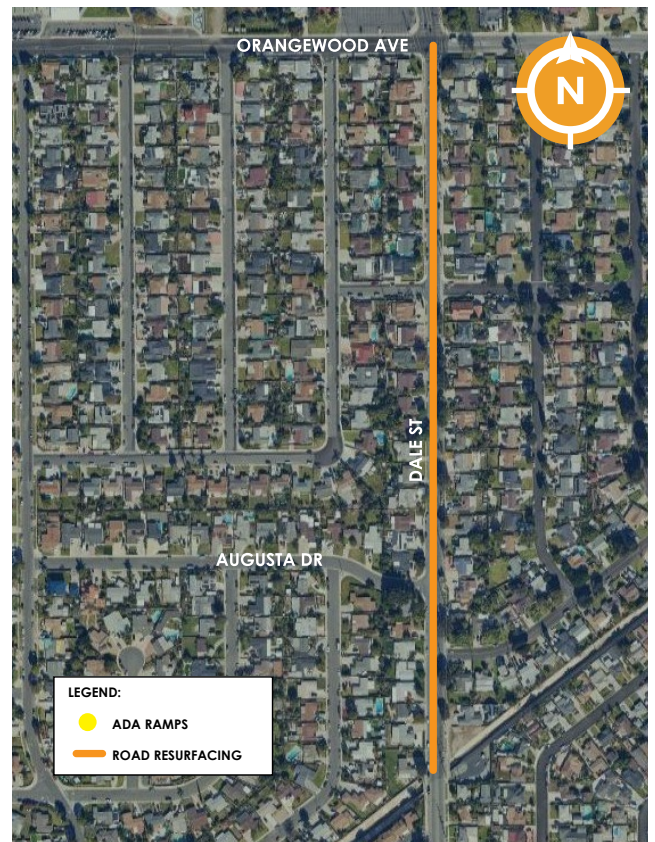 ORANGEWOOD AVE
N
DALE ST
AUGUSTA DR
LEGEND:
ADA RAMPS
ROAD RESURFACING